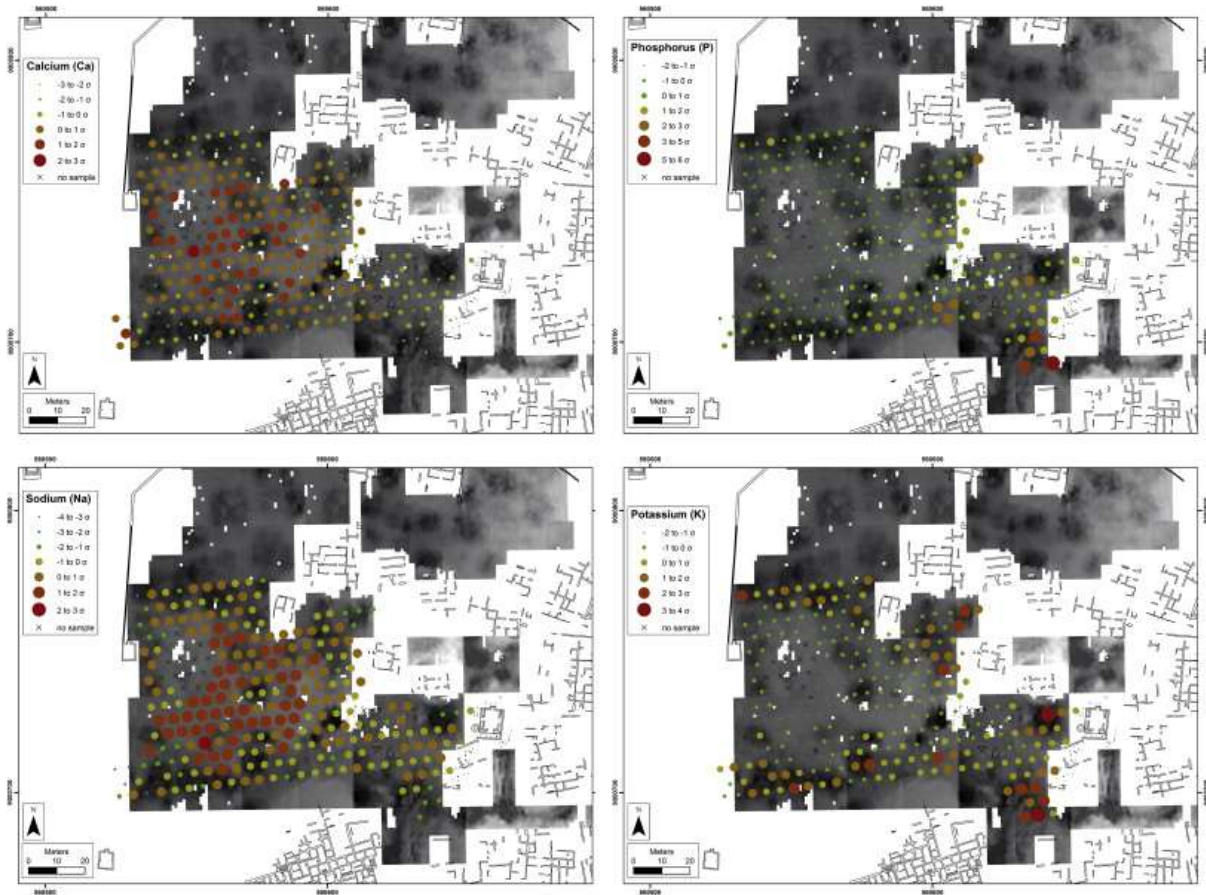 Calcium (Ca)
-3 to -2 σ
-2 to -1 σ
-1 to 0 σ
0 to 1 σ
1 to 2 σ
2 to 3 σ
no sample
N
Meters
0 10 20
Phosphorus (P)
-2 to -1 σ
-1 to 0 σ
0 to 1 σ
1 to 2 σ
2 to 3 σ
3 to 5 σ
5 to 6 σ
no sample
N
Meters
0 10 20
Sodium (Na)
-4 to -3 σ
-3 to -2 σ
-2 to -1 σ
-1 to 0 σ
0 to 1 σ
1 to 2 σ
2 to 3 σ
no sample
N
Meters
0 10 20
Potassium (K)
-2 to -1 σ
-1 to 0 σ
0 to 1 σ
1 to 2 σ
2 to 3 σ
3 to 4 σ
no sample
N
Meters
0 10 20